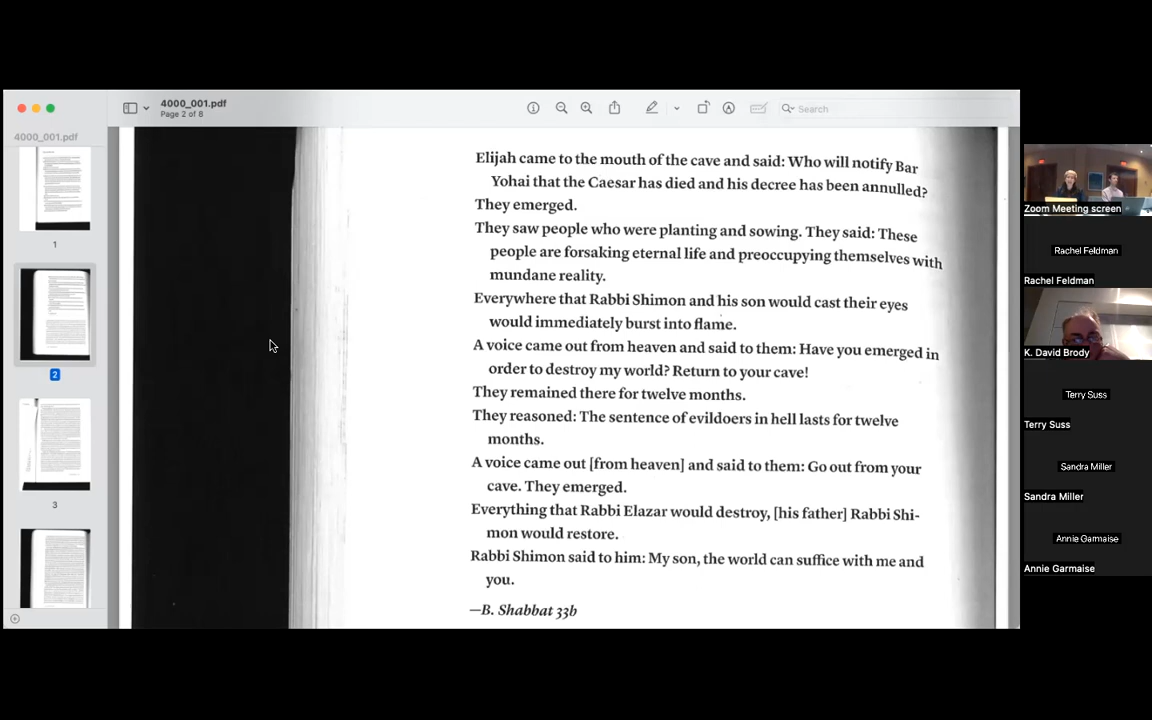 4000_001.pdf
Page 2 of 8
Search
4000_001.pdf
1
2
3
Elijah came to the mouth of the cave and said: Who will notify Bar
Yohai that the Caesar has died and his decree has been annulled?
They emerged.
They saw people who were planting and sowing. They said: These
people are forsaking eternal life and preoccupying themselves with
mundane reality.
Everywhere that Rabbi Shimon and his son would cast their eyes
would immediately burst into flame.
A voice came out from heaven and said to them: Have you emerged in
order to destroy my world? Return to your cave!
They remained there for twelve months.
They reasoned: The sentence of evildoers in hell lasts for twelve
months.
A voice came out [from heaven] and said to them: Go out from your
cave. They emerged.
Everything that Rabbi Elazar would destroy, [his father] Rabbi Shi-
mon would restore.
Rabbi Shimon said to him: My son, the world can suffice with me and
you.
—B. Shabbat 33b
Zoom Meeting screen
Rachel Feldman
Rachel Feldman
K. David Brody
Terry Suss
Terry Suss
Sandra Miller
Sandra Miller
Annie Garmaise
Annie Garmaise